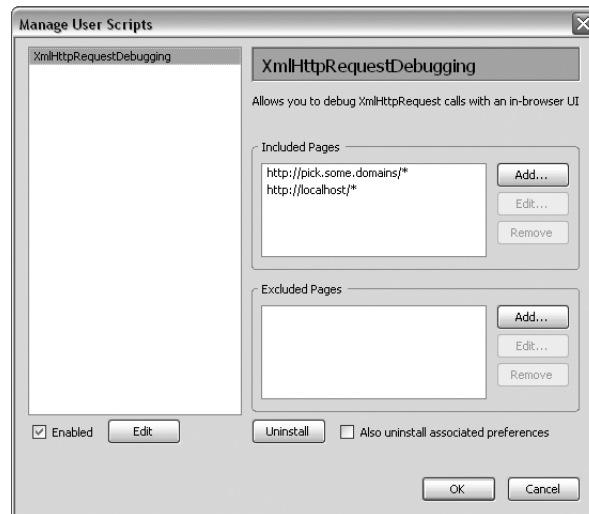 Manage User Scripts
XmlHttpRequestDebugging
XmlHttpRequestDebugging
Allows you to debug XmlHttpRequest calls with an in-browser UI
Included Pages
http://pick.some.domains/*
http://localhost/*
Add...
Edit...
Remove
Excluded Pages
Add...
Edit...
Remove
Enabled
Edit
Uninstall
Also uninstall associated preferences
OK
Cancel